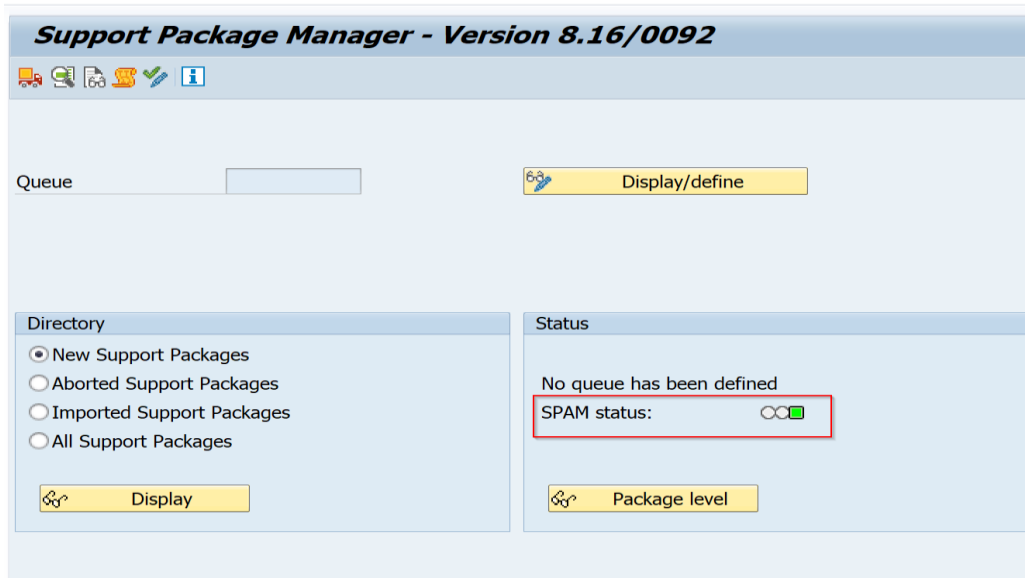 Support Package Manager - Version 8.16/0092
Queue
Display/define
Directory
New Support Packages
Aborted Support Packages
Imported Support Packages
All Support Packages
Display
Status
No queue has been defined
SPAM status:
Package level